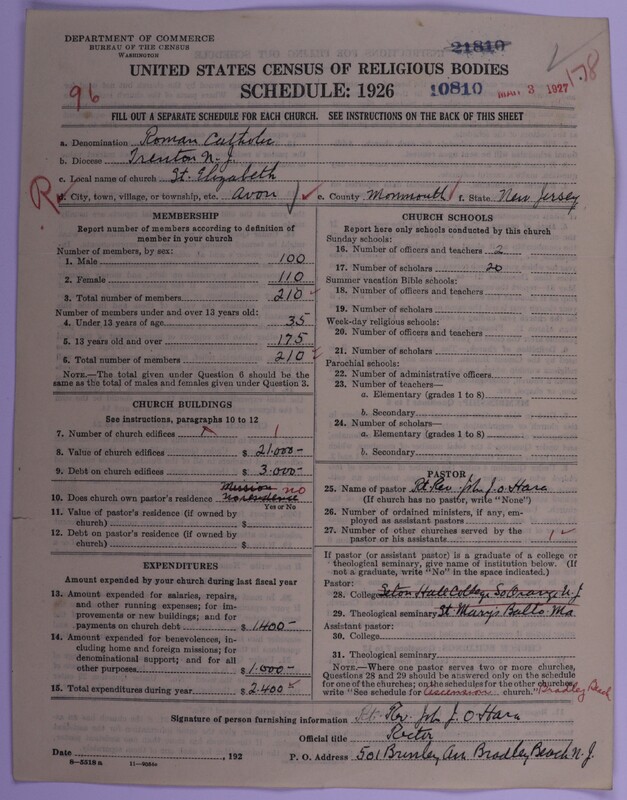 DEPARTMENT OF COMMERCE
BUREAU OF THE CENSUS
WASHINGTON
21810
UNITED STATES CENSUS OF RELIGIOUS BODIES
SCHEDULE: 1926
96
10810
MAR 3 1927
1-78
FILL OUT A SEPARATE SCHEDULE FOR EACH CHURCH. SEE INSTRUCTIONS ON THE BACK OF THIS SHEET
a. Denomination Roman Catholic
b. Diocese Trenton N. J.
c. Local name of church St. Elizabeth
R
d. City, town, village, or township, etc. Avon
e. County Monmouth
f. State New Jersey
MEMBERSHIP
Report number of members according to definition of
member in your church
Number of members, by sex:
1. Male 100
2. Female 110
3. Total number of members 210
Number of members under and over 13 years old:
4. Under 13 years of age 35
5. 13 years old and over 175
6. Total number of members 210
NOTE.—The total given under Question 6 should be the
same as the total of males and females given under Question 3.
CHURCH BUILDINGS
See instructions, paragraphs 10 to 12
7. Number of church edifices 1
8. Value of church edifices $ 21.000-
9. Debt on church edifices $ 3.000-
Mission
10. Does church own pastor's residence no
Yes or No
11. Value of pastor's residence (if owned by
church) $
12. Debt on pastor's residence (if owned by
church) $
EXPENDITURES
Amount expended by your church during last fiscal year
13. Amount expended for salaries, repairs,
and other running expenses; for im-
provements or new buildings; and for
payments on church debt $ 1.400-
14. Amount expended for benevolences, in-
cluding home and foreign missions; for
denominational support; and for all
other purposes $ 1.000-
15. Total expenditures during year $ 2.400
CHURCH SCHOOLS
Report here only schools conducted by this church
Sunday schools:
16. Number of officers and teachers 2
17. Number of scholars 20
Summer vacation Bible schools:
18. Number of officers and teachers
19. Number of scholars
Week-day religious schools:
20. Number of officers and teachers
21. Number of scholars
Parochial schools:
22. Number of administrative officers
23. Number of teachers—
a. Elementary (grades 1 to 8)
b. Secondary
24. Number of scholars—
a. Elementary (grades 1 to 8)
b. Secondary
PASTOR
25. Name of pastor Rt Rev. John J. O Hara
(If church has no pastor, write "None")
26. Number of ordained ministers, if any, em-
ployed as assistant pastors
27. Number of other churches served by the
pastor or his assistants 1
If pastor (or assistant pastor) is a graduate of a college or
theological seminary, give name of institution below. (If
not a graduate, write "No" in the space indicated.)
Pastor:
28. College Seton Hall College So. Orange N. J
29. Theological seminary St Marys Balto. Md
Assistant pastor:
30. College
31. Theological seminary
NOTE.—Where one pastor serves two or more churches,
Questions 28 and 29 should be answered only on the schedule
for one of the churches; on the schedules for the other churches,
write "See schedule for Ascension church." Bradley Beach
Signature of person furnishing information Rt. Rev. John J. O Hara
Official title Rector
Date , 192
P. O. Address 501 Brinley Ave Bradley Beach N. J.
8-5518 a